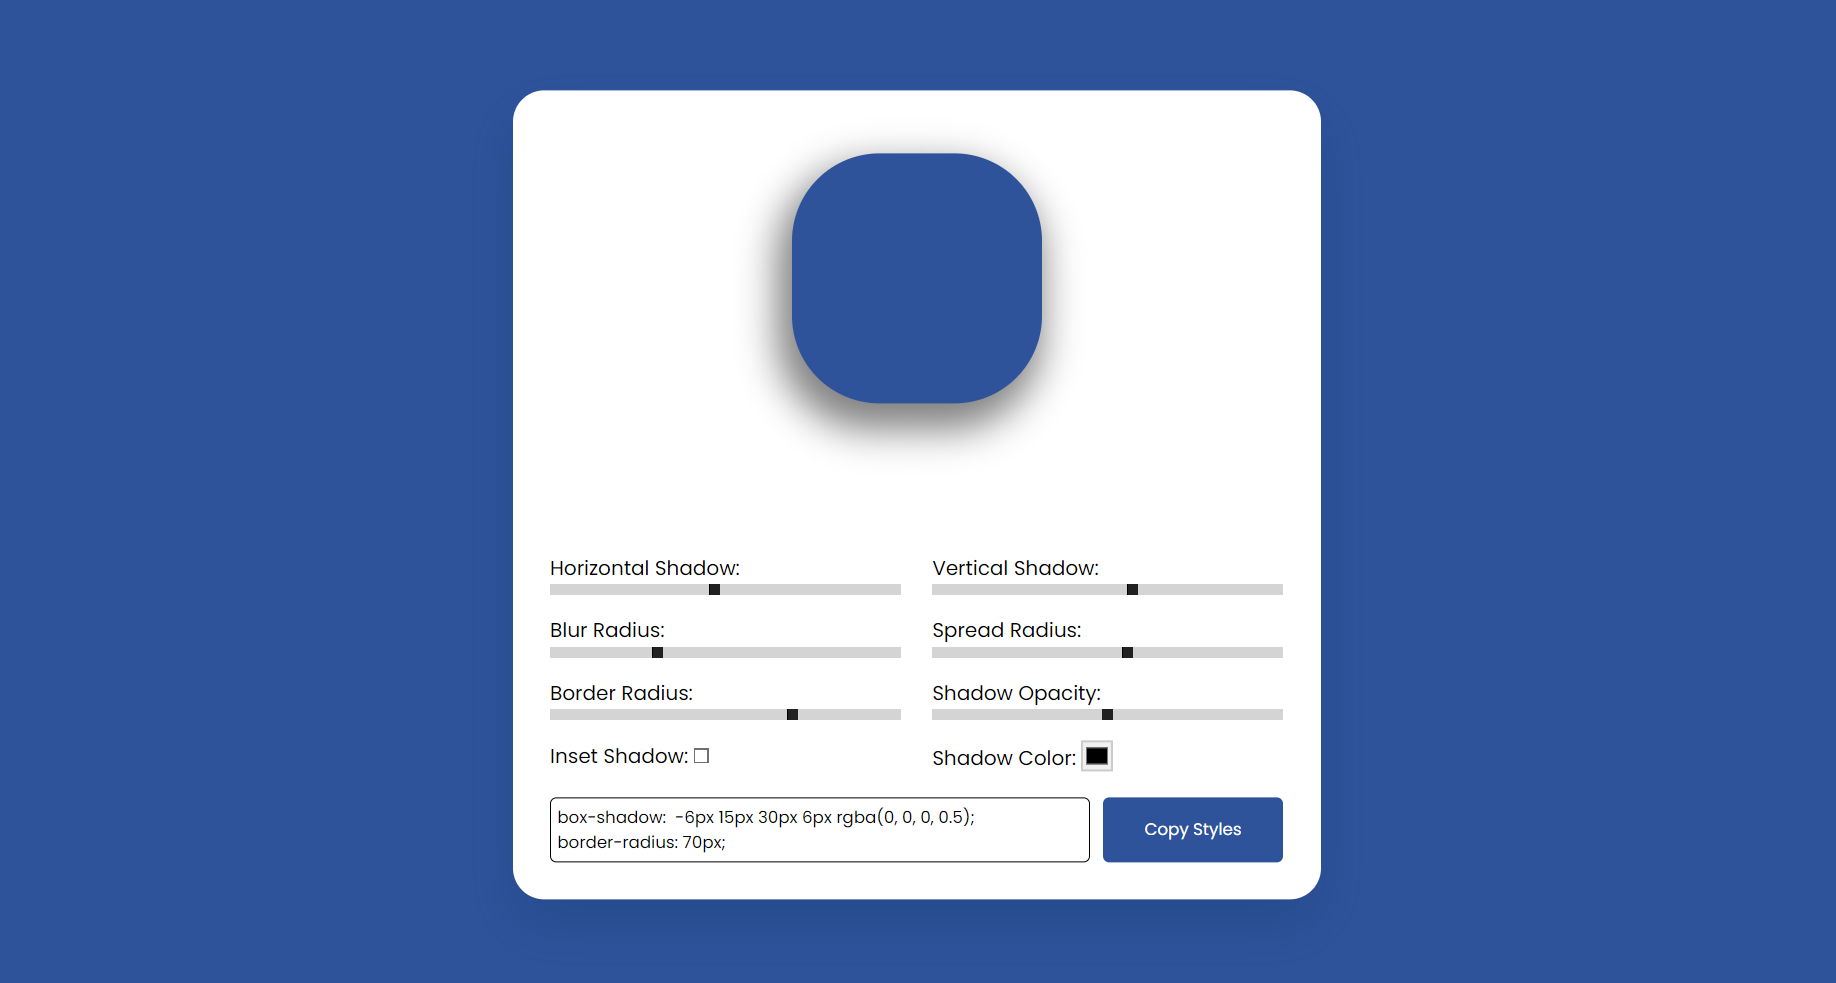 Horizontal Shadow:
Vertical Shadow:
Blur Radius:
Spread Radius:
Border Radius:
Shadow Opacity:
Inset Shadow:
Shadow Color:
box-shadow:  -6px 15px 30px 6px rgba(0, 0, 0, 0.5);
border-radius: 70px;
Copy Styles